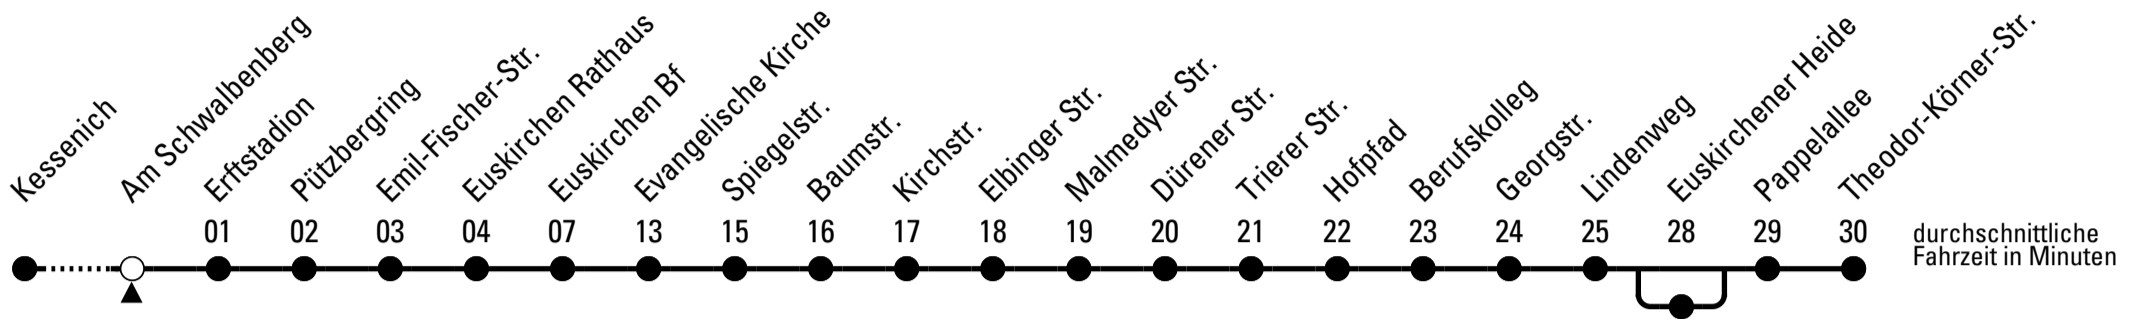 Kessenich
Am Schwalbenberg
Erftstadion
Pützbergring
Emil-Fischer-Str.
Euskirchen Rathaus
Euskirchen Bf
Evangelische Kirche
Spiegelstr.
Baumstr.
Kirchstr.
Elbinger Str.
Malmedyer Str.
Dürener Str.
Trierer Str.
Hofpfad
Berufskolleg
Georgstr.
Lindenweg
Euskirchener Heide
Pappelallee
Theodor-Körner-Str.
01 02 03 04 07 13 15 16 17 18 19 20 21 22 23 24 25 28 29 30
durchschnittliche
Fahrzeit in Minuten